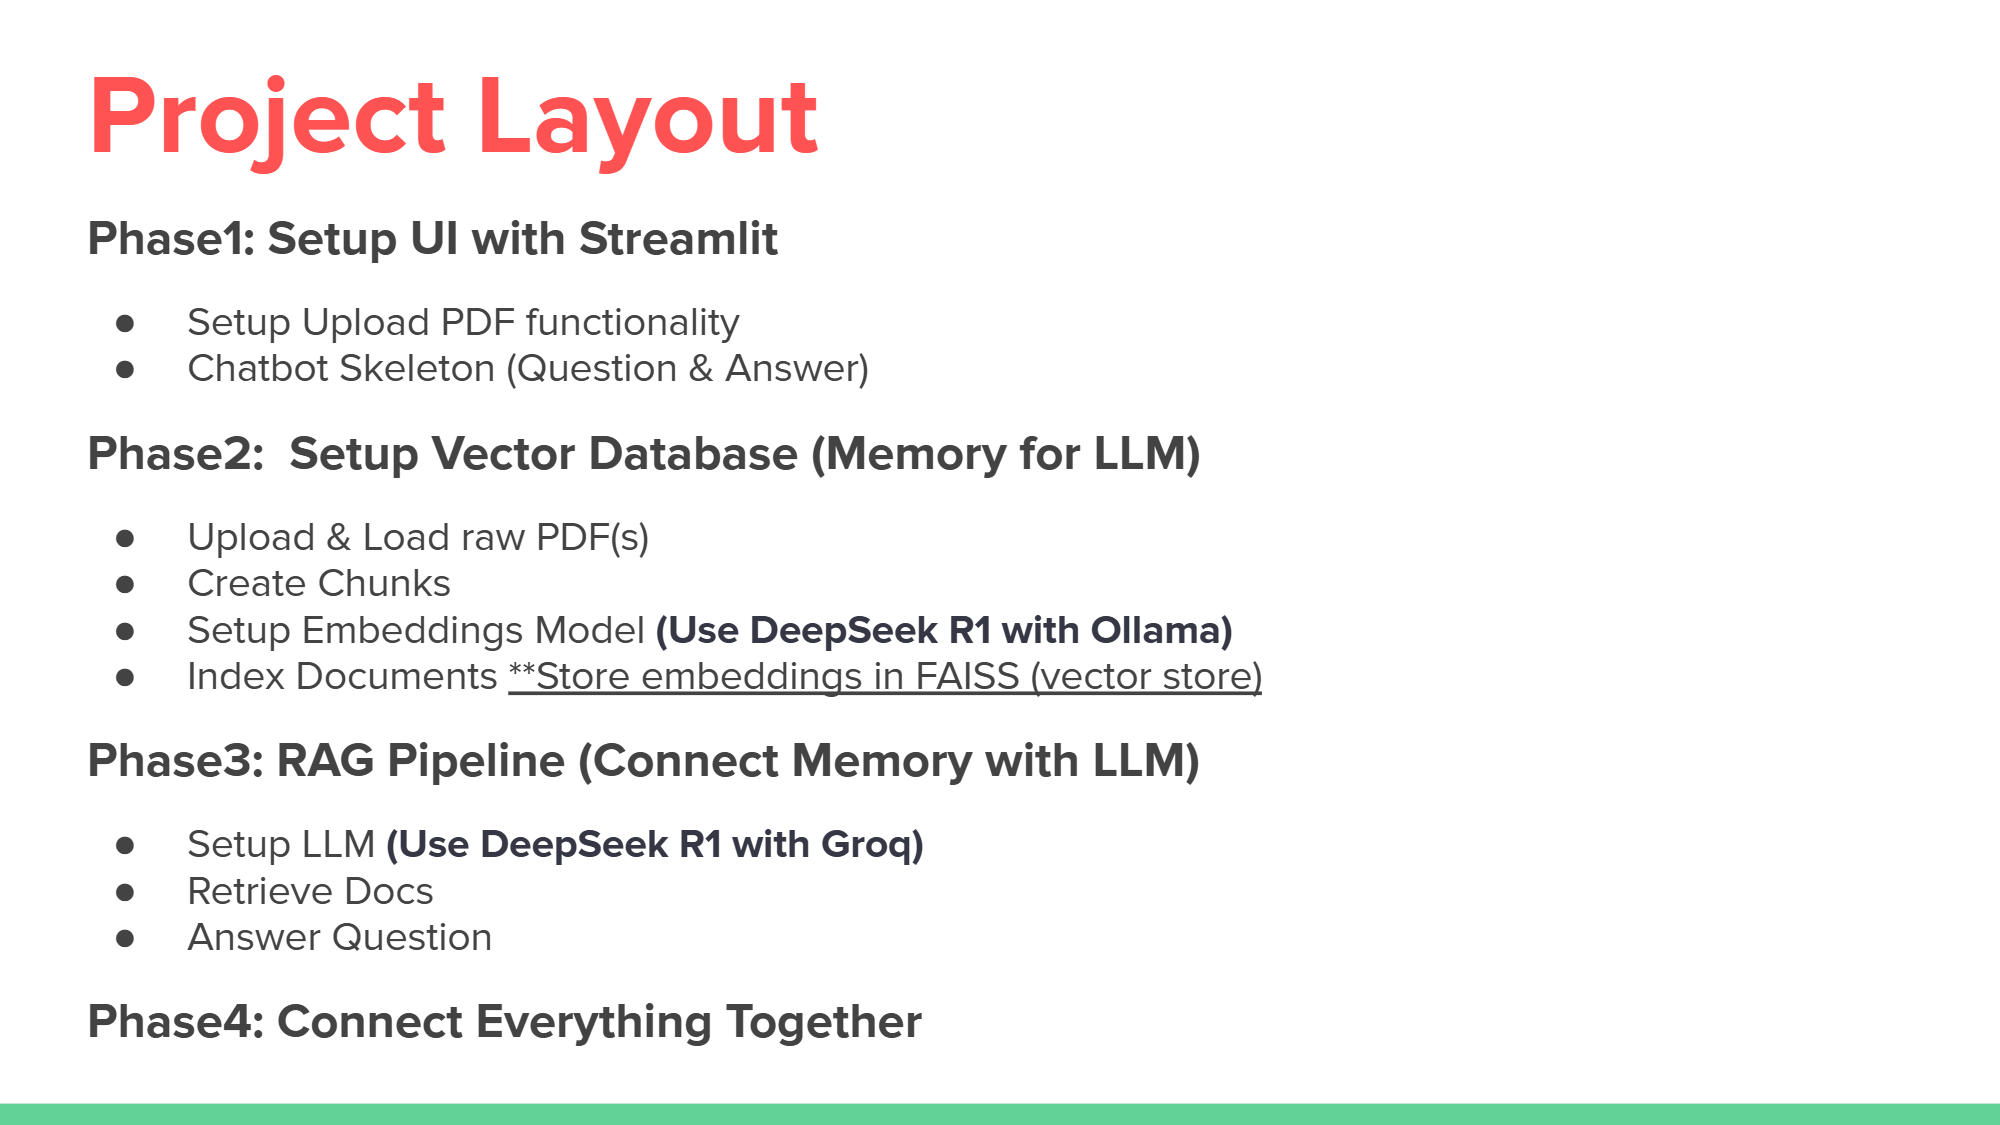 Project Layout
Phase1: Setup UI with Streamlit
● Setup Upload PDF functionality
● Chatbot Skeleton (Question & Answer)
Phase2:  Setup Vector Database (Memory for LLM)
● Upload & Load raw PDF(s)
● Create Chunks
● Setup Embeddings Model (Use DeepSeek R1 with Ollama)
● Index Documents **Store embeddings in FAISS (vector store)
Phase3: RAG Pipeline (Connect Memory with LLM)
● Setup LLM (Use DeepSeek R1 with Groq)
● Retrieve Docs
● Answer Question
Phase4: Connect Everything Together